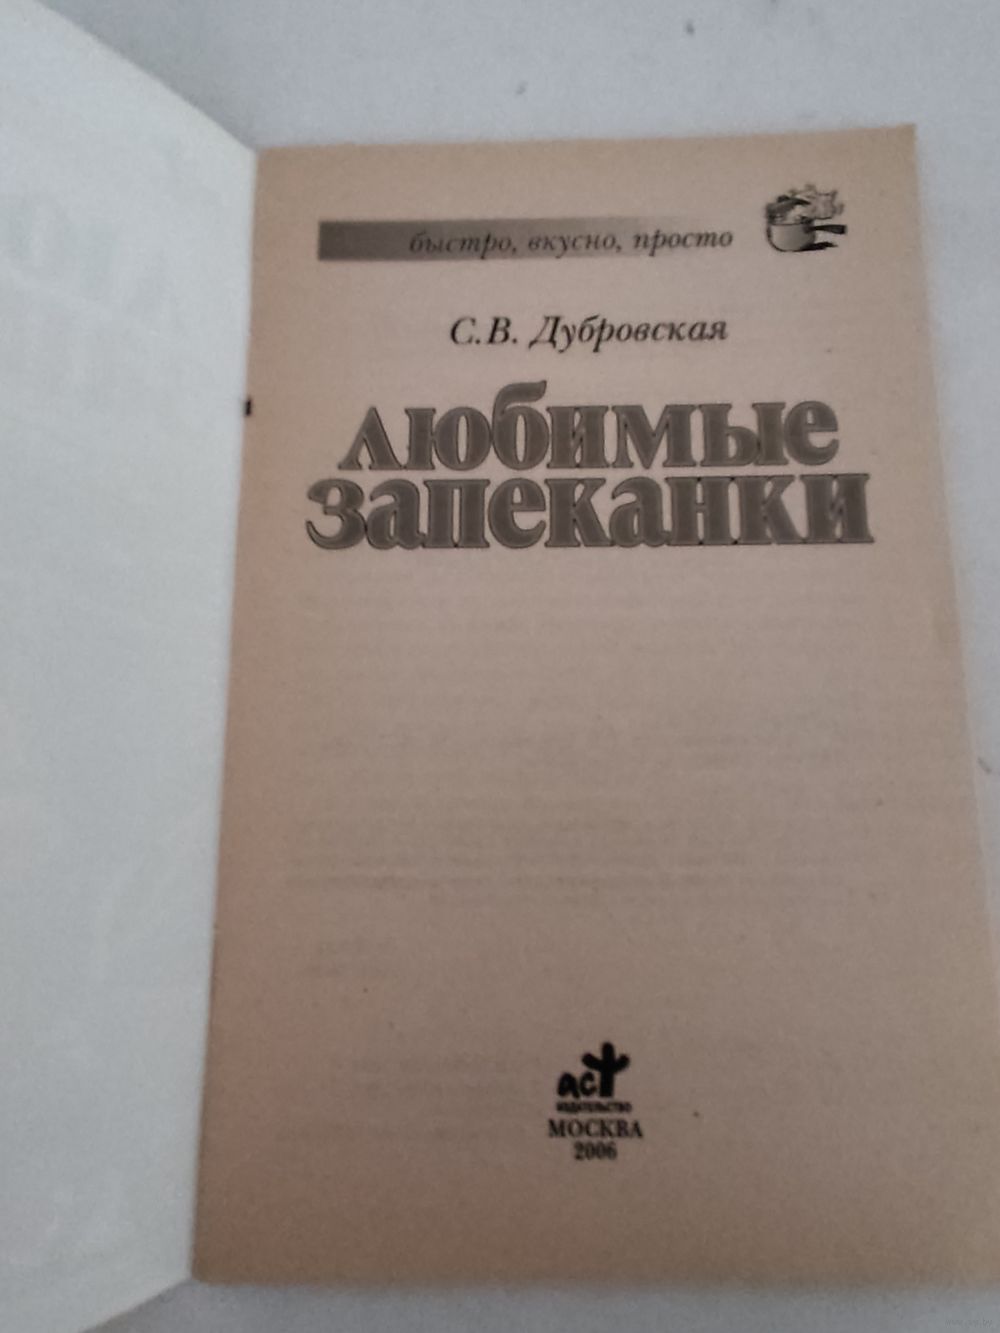 быстро, вкусно, просто
С.В. Дубровская
любимые
запеканки
аст
издательство
МОСКВА
2006